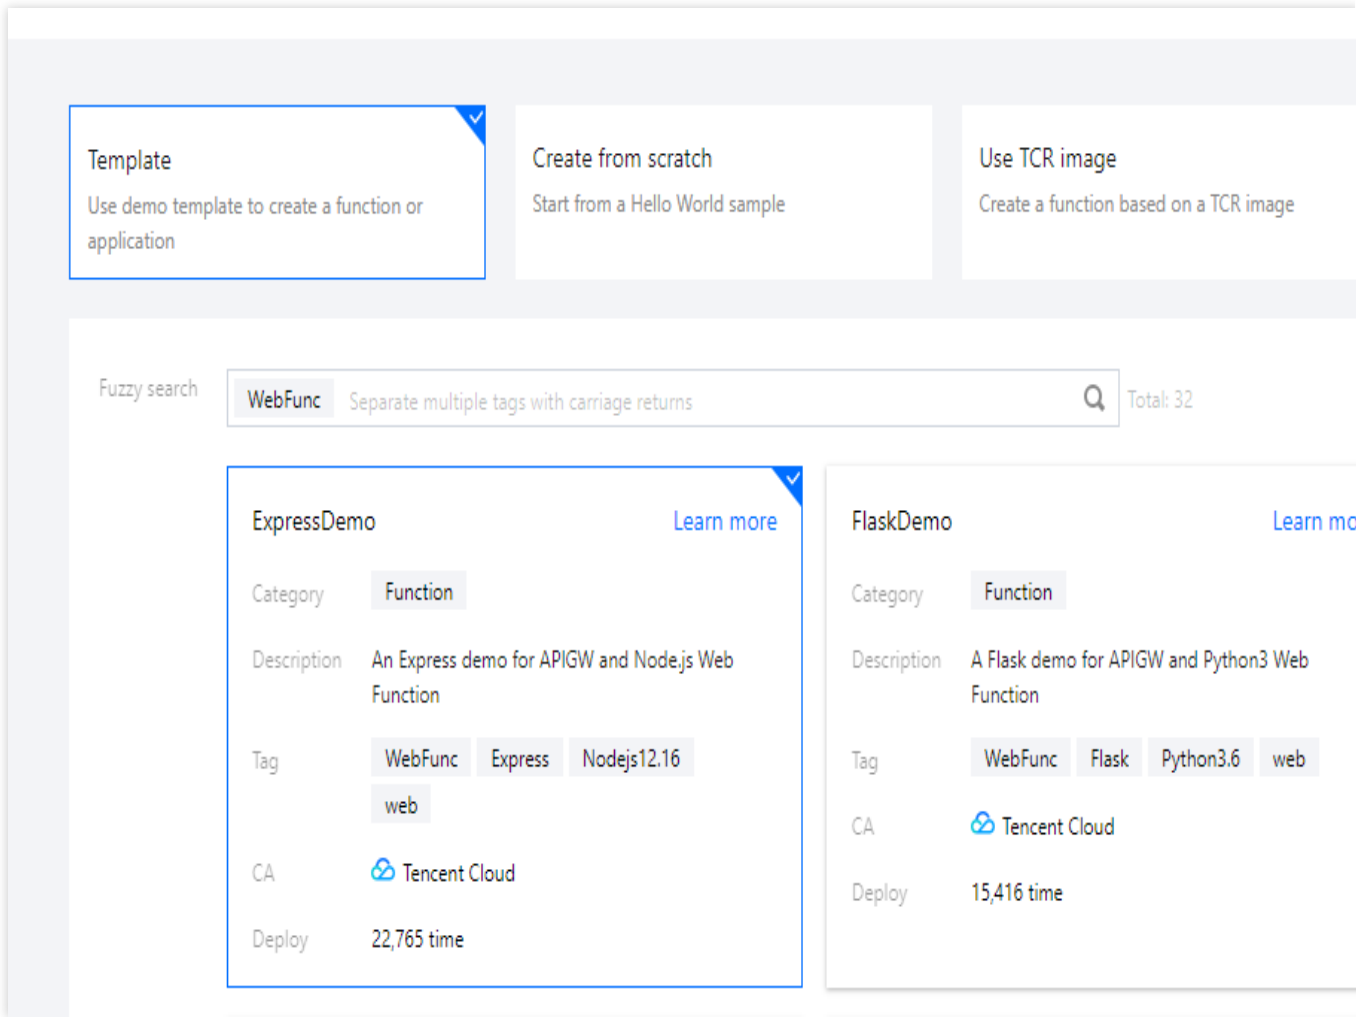 Template
Use demo template to create a function or
application
Create from scratch
Start from a Hello World sample
Use TCR image
Create a function based on a TCR image
Fuzzy search
WebFunc Separate multiple tags with carriage returns
Total: 32
ExpressDemo Learn more
Category Function
Description An Express demo for APIGW and Node.js Web
Function
Tag WebFunc Express Nodejs12.16
web
CA Tencent Cloud
Deploy 22,765 time
FlaskDemo Learn mo
Category Function
Description A Flask demo for APIGW and Python3 Web
Function
Tag WebFunc Flask Python3.6 web
CA Tencent Cloud
Deploy 15,416 time